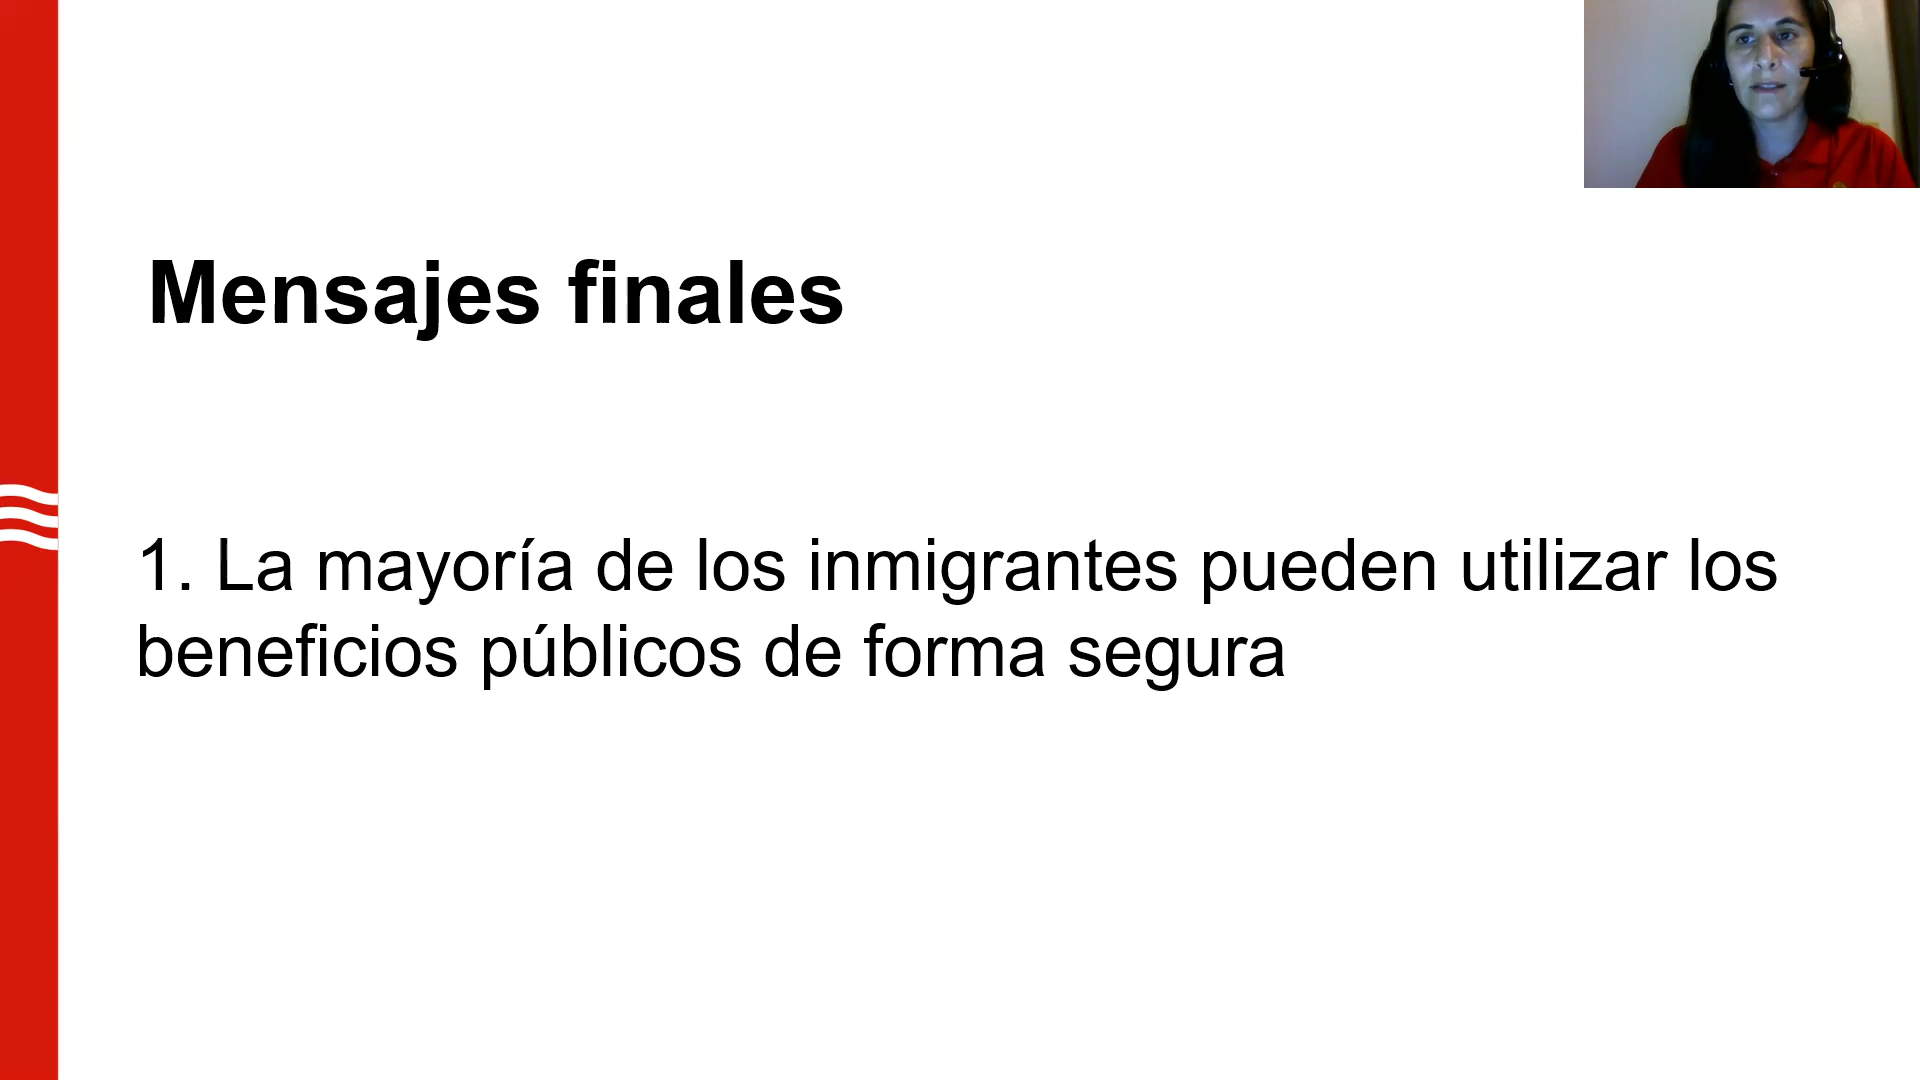 Mensajes finales
1. La mayoría de los inmigrantes pueden utilizar los
beneficios públicos de forma segura